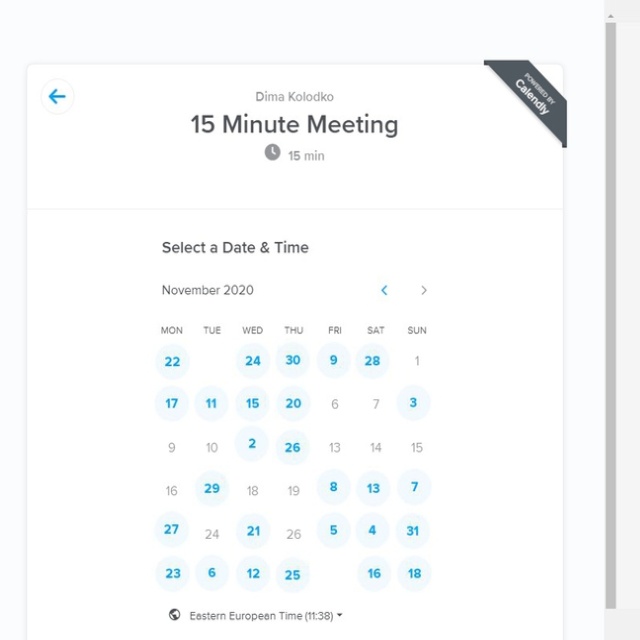 POWERED BY
Calendly
Dima Kolodko
15 Minute Meeting
15 min
Select a Date & Time
November 2020
MON TUE WED THU FRI SAT SUN
22 24 30 9 28 1
17 11 15 20 6 7 3
9 10 2 26 13 14 15
16 29 18 19 8 13 7
27 24 21 26 5 4 31
23 6 12 25 16 18
Eastern European Time (11:38)